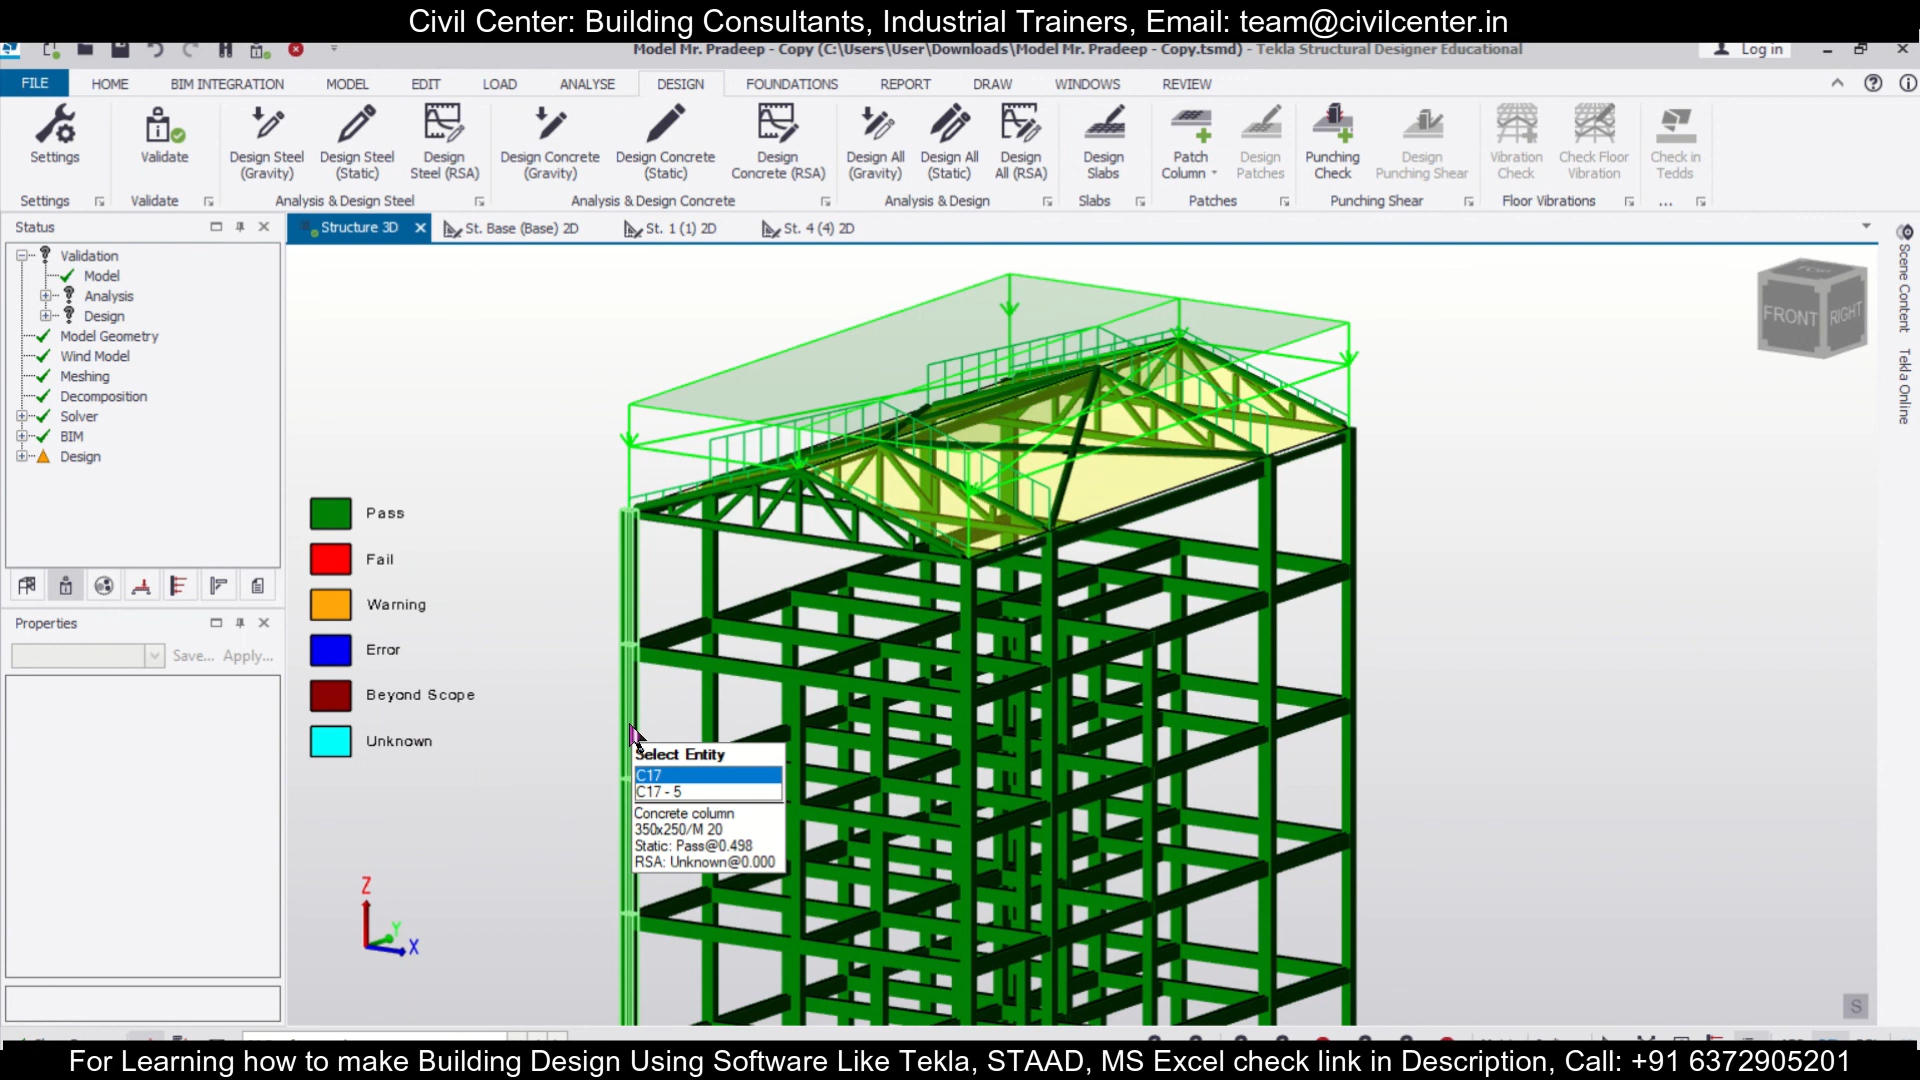 Civil Center: Building Consultants, Industrial Trainers, Email: team@civilcenter.in
Model Mr. Pradeep - Copy (C:\Users\User\Downloads\Model Mr. Pradeep - Copy.tsmd) - Tekla Structural Designer Educational
Log in
FILE HOME BIM INTEGRATION MODEL EDIT LOAD ANALYSE DESIGN FOUNDATIONS REPORT DRAW WINDOWS REVIEW
Settings Validate Design Steel Design Steel Design Design Concrete Design Concrete Design Design All Design All Design Design Patch Design Punching Design Vibration Check Floor Check in
(Gravity) (Static) Steel (RSA) (Gravity) (Static) Concrete (RSA) (Gravity) (Static) All (RSA) Slabs Column Patches Check Punching Shear Check Vibration Tedds
Settings Validate Analysis & Design Steel Analysis & Design Concrete Analysis & Design Slabs Patches Punching Shear Floor Vibrations ...
Status
Structure 3D St. Base (Base) 2D St. 1 (1) 2D St. 4 (4) 2D
Validation
Model
Analysis
Design
Model Geometry
Wind Model
Meshing
Decomposition
Solver
BIM
Design
Properties
Save... Apply...
Pass
Fail
Warning
Error
Beyond Scope
Unknown
Select Entity
C17
C17 - 5
Concrete column
350x250/M 20
Static: Pass@0.498
RSA: Unknown@0.000
Z
Y
X
TOP
FRONT
RIGHT
Scene Content
Tekla Online
S
For Learning how to make Building Design Using Software Like Tekla, STAAD, MS Excel check link in Description, Call: +91 6372905201